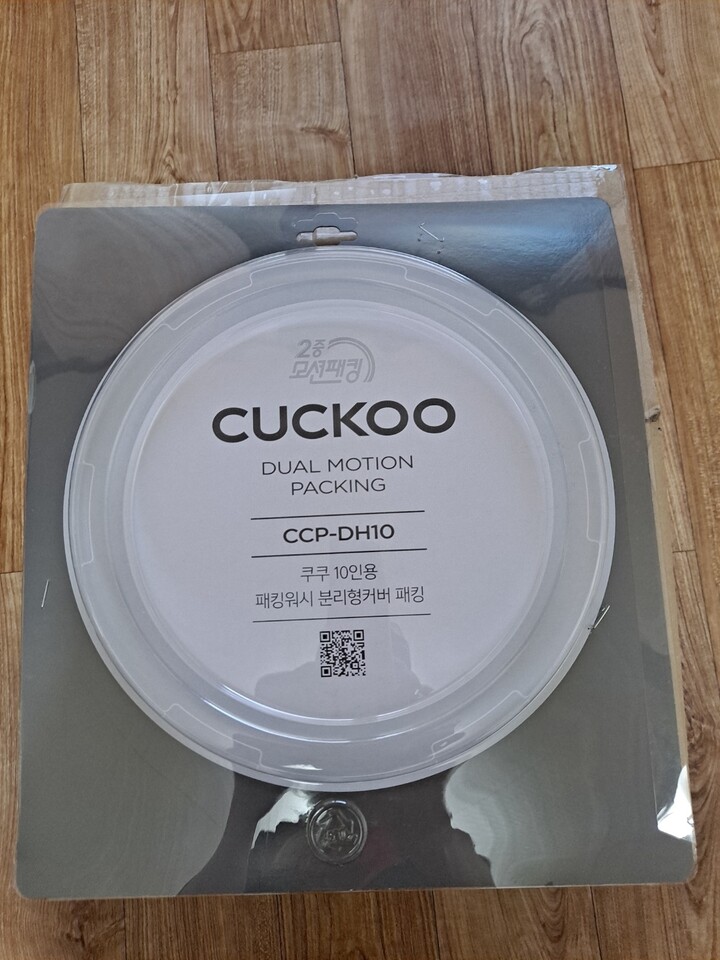 2중
모션패킹
CUCKOO
DUAL MOTION
PACKING
CCP-DH10
쿠쿠 10인용
패킹워시 분리형커버 패킹